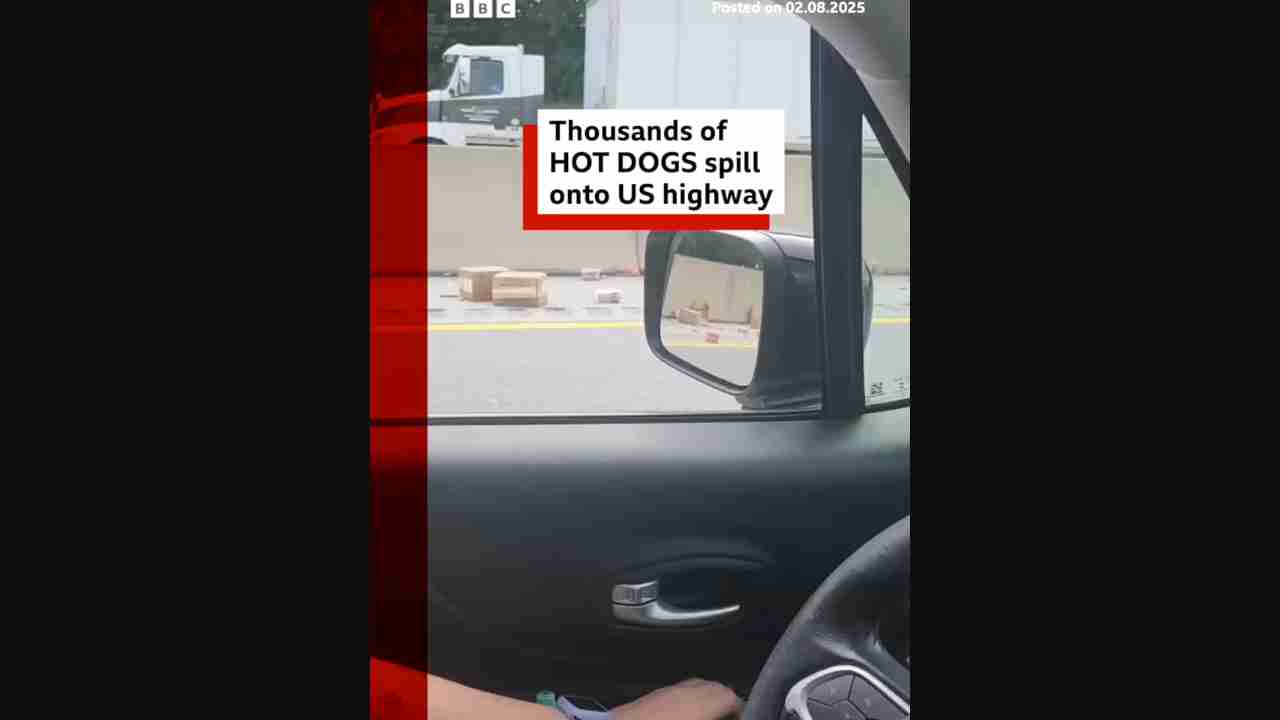 BBC
Posted on 02.08.2025
Thousands of
HOT DOGS spill
onto US highway